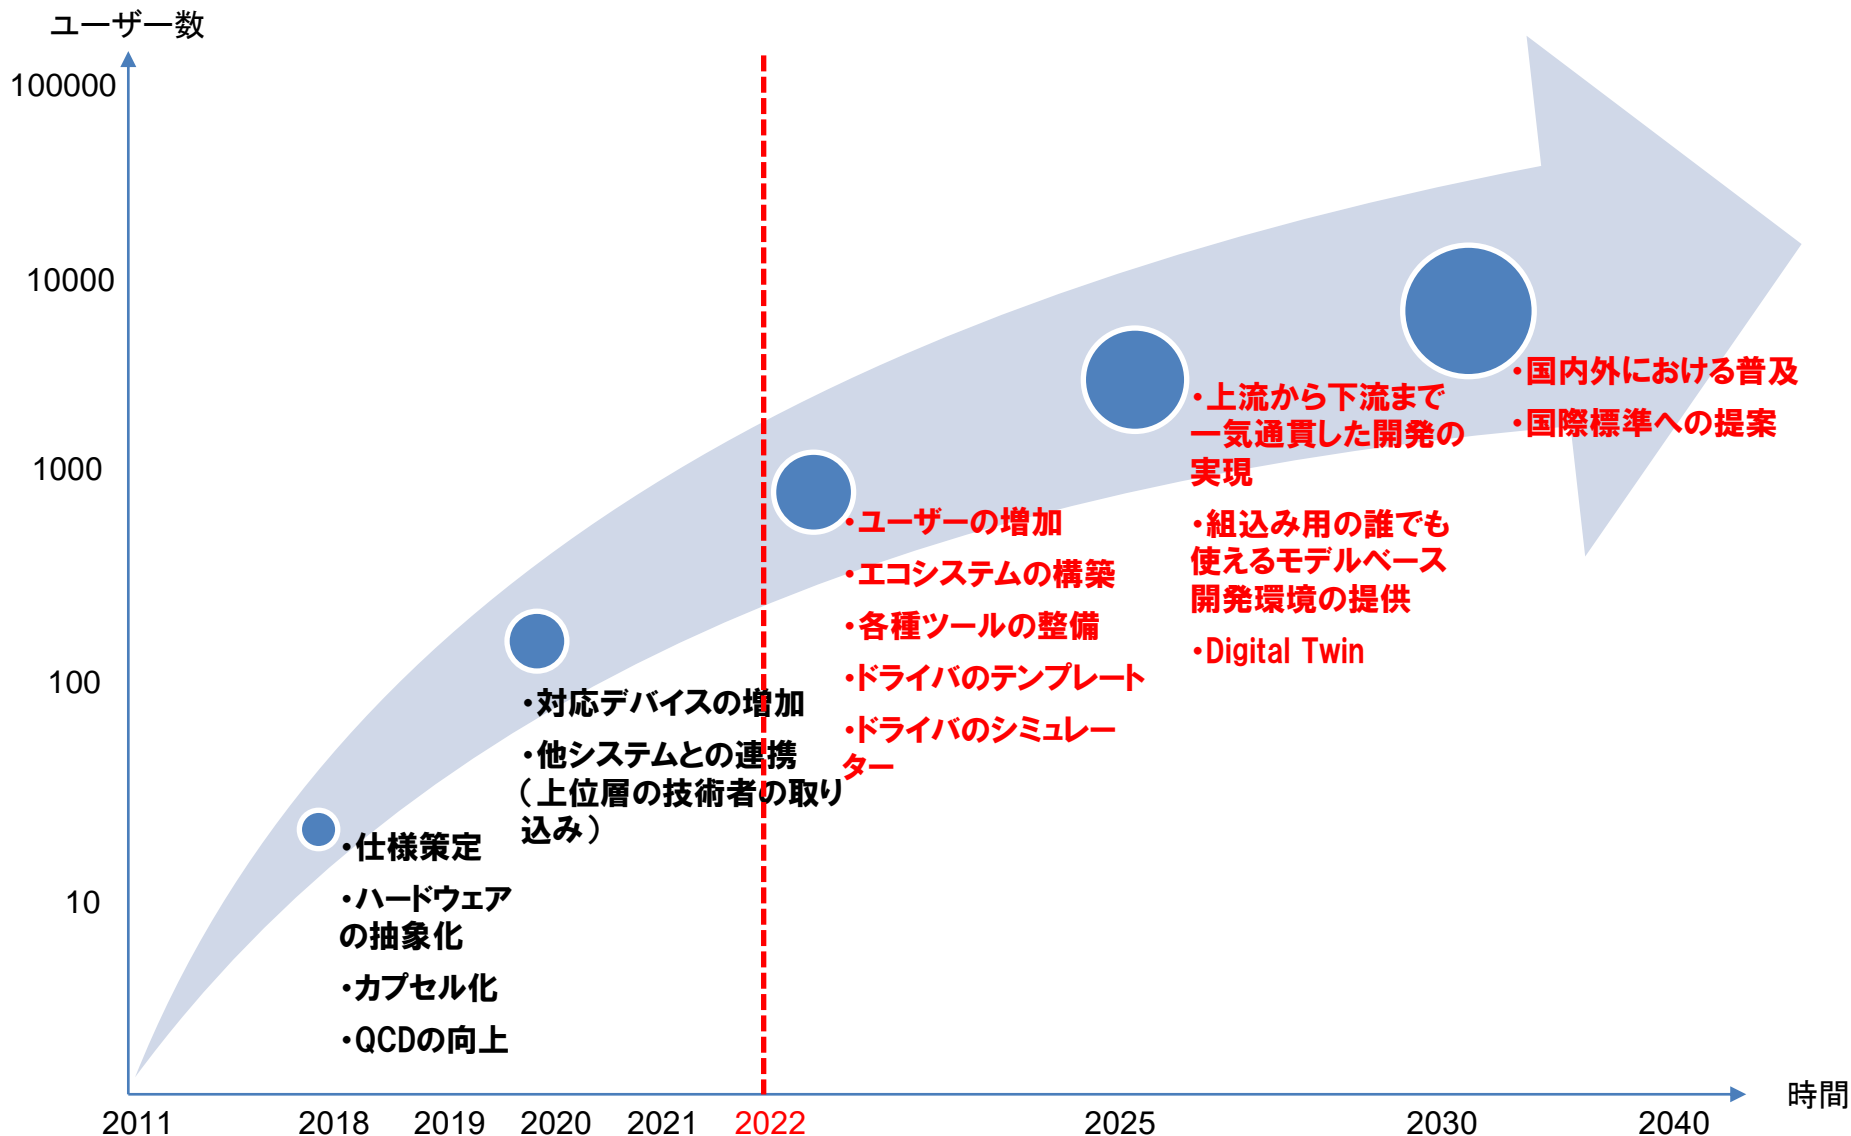 ユーザー数
100000
10000
1000
100
10
・仕様策定
・ハードウェア
の抽象化
・カプセル化
・QCDの向上
・対応デバイスの増加
・他システムとの連携
（上位層の技術者の取り
込み）
・ユーザーの増加
・エコシステムの構築
・各種ツールの整備
・ドライバのテンプレート
・ドライバのシミュレー
ター
・上流から下流まで
一気通貫した開発の
実現
・組込み用の誰でも
使えるモデルベース
開発環境の提供
・Digital Twin
・国内外における普及
・国際標準への提案
2011 2018 2019 2020 2021 2022 2025 2030 2040
時間